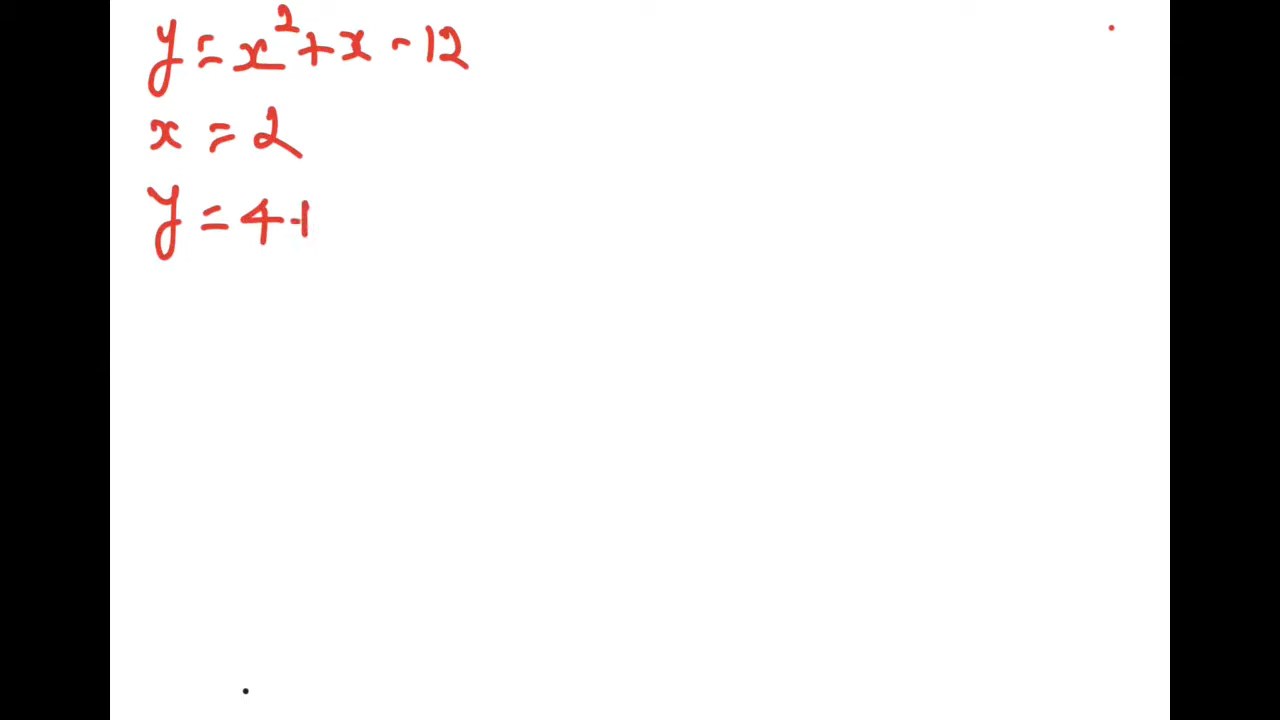 y = x² + x - 12
x = 2
y = 4 +